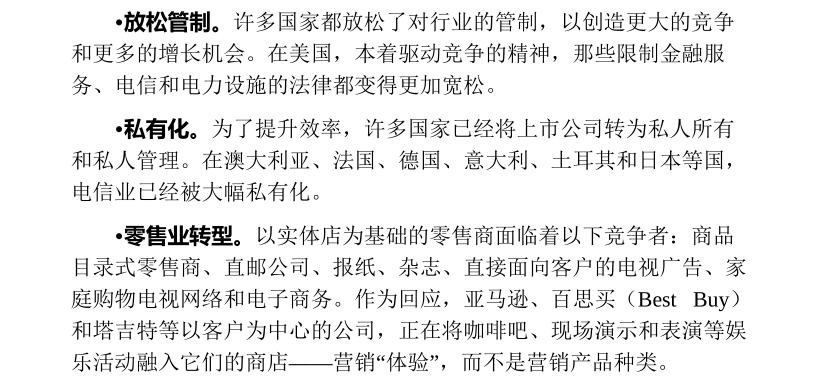 •放松管制。许多国家都放松了对行业的管制，以创造更大的竞争
和更多的增长机会。在美国，本着驱动竞争的精神，那些限制金融服
务、电信和电力设施的法律都变得更加宽松。
•私有化。为了提升效率，许多国家已经将上市公司转为私人所有
和私人管理。在澳大利亚、法国、德国、意大利、土耳其和日本等国，
电信业已经被大幅私有化。
•零售业转型。以实体店为基础的零售商面临着以下竞争者：商品
目录式零售商、直邮公司、报纸、杂志、直接面向客户的电视广告、家
庭购物电视网络和电子商务。作为回应，亚马逊、百思买（Best Buy）
和塔吉特等以客户为中心的公司，正在将咖啡吧、现场演示和表演等娱
乐活动融入它们的商店——营销“体验”，而不是营销产品种类。